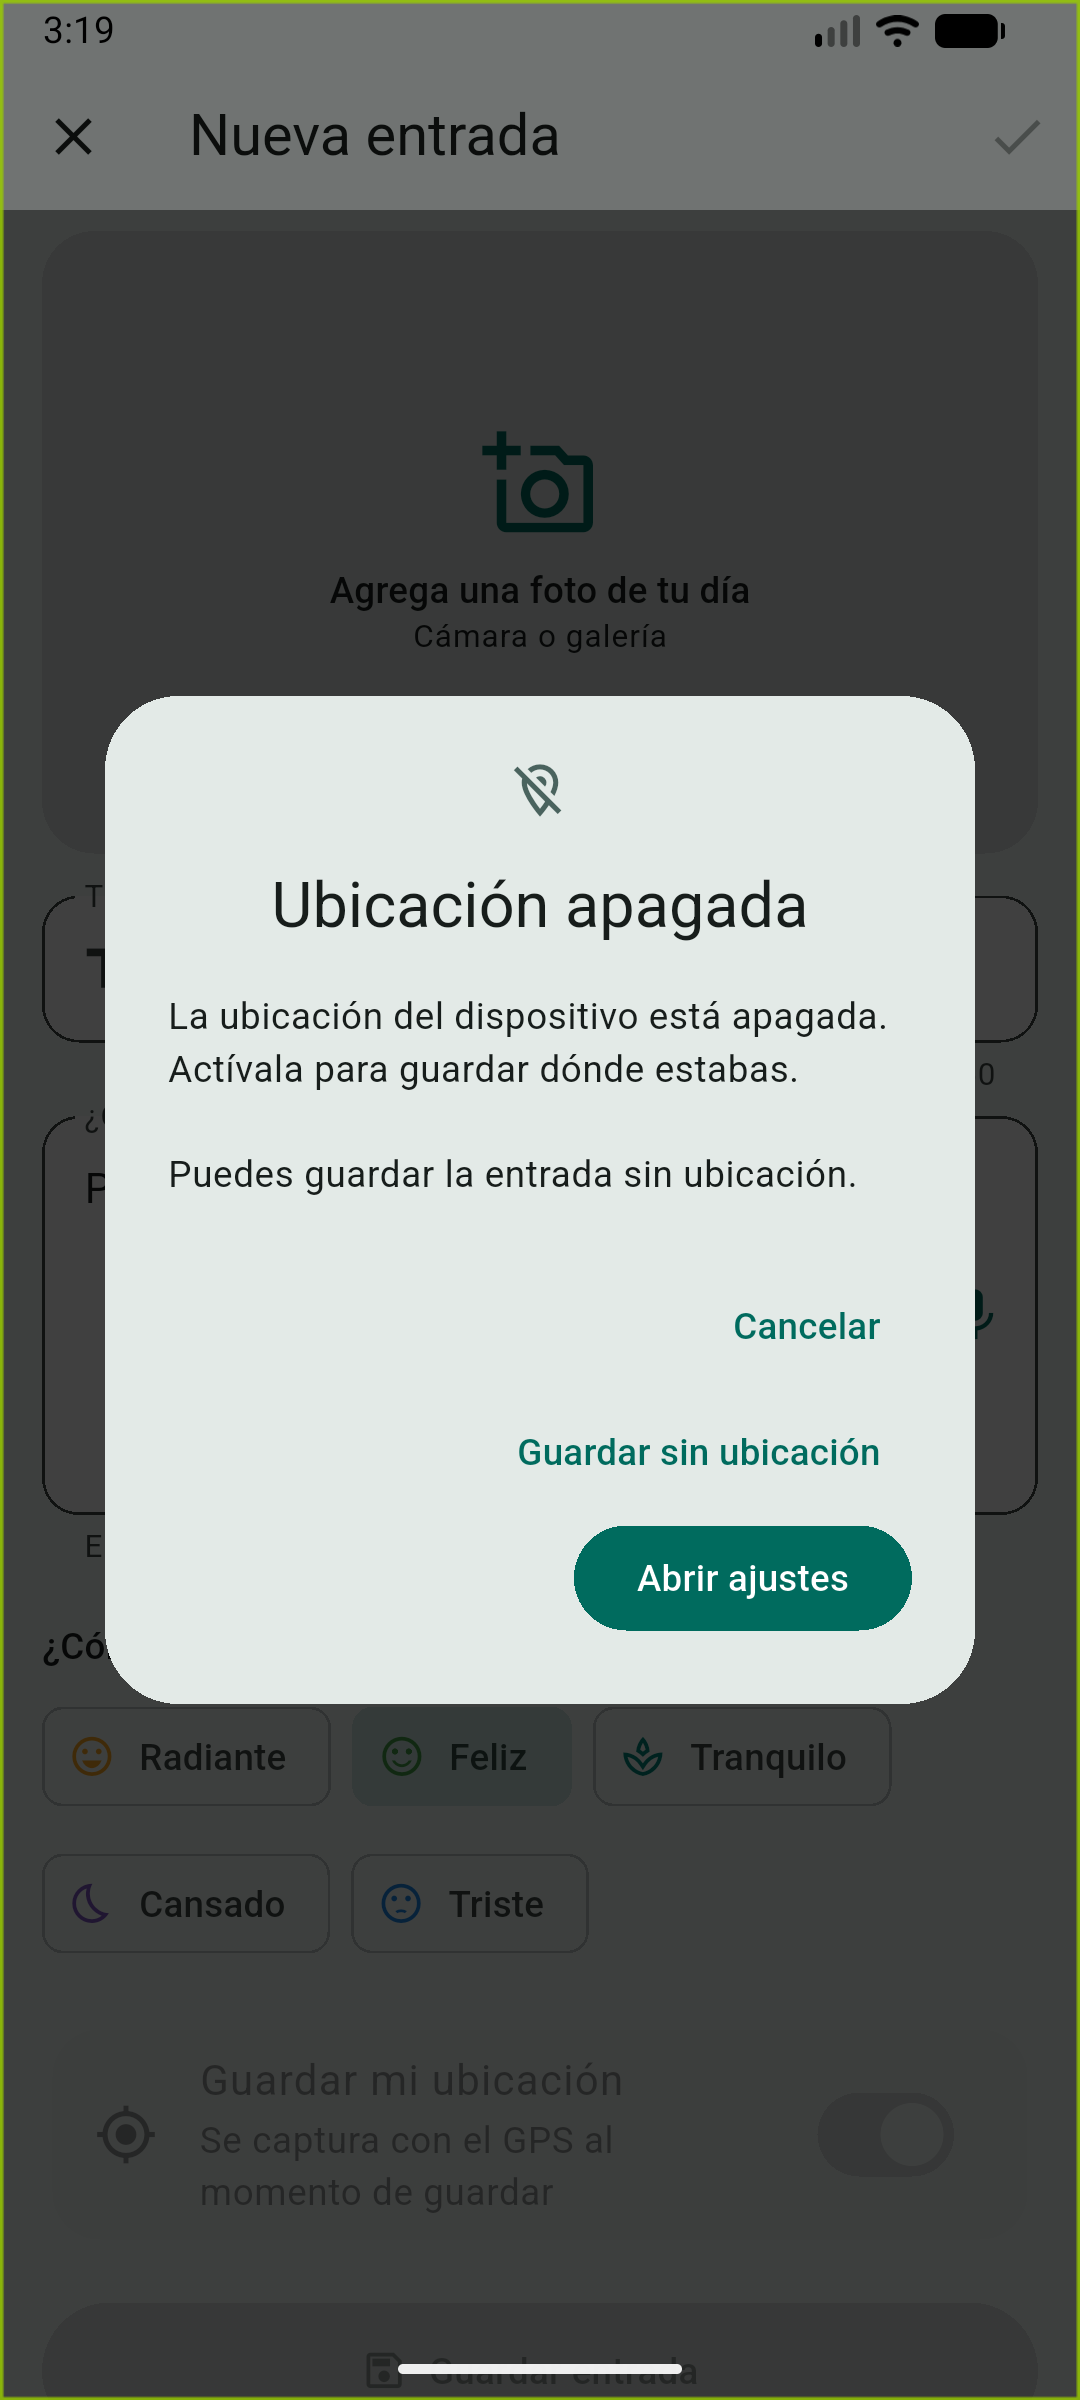 3:19
Nueva entrada
Agrega una foto de tu día
Cámara o galería
Ubicación apagada
La ubicación del dispositivo está apagada.
Actívala para guardar dónde estabas.
Puedes guardar la entrada sin ubicación.
Cancelar
Guardar sin ubicación
Abrir ajustes
Radiante
Feliz
Tranquilo
Cansado
Triste
Guardar mi ubicación
Se captura con el GPS al
momento de guardar
Guardar entrada